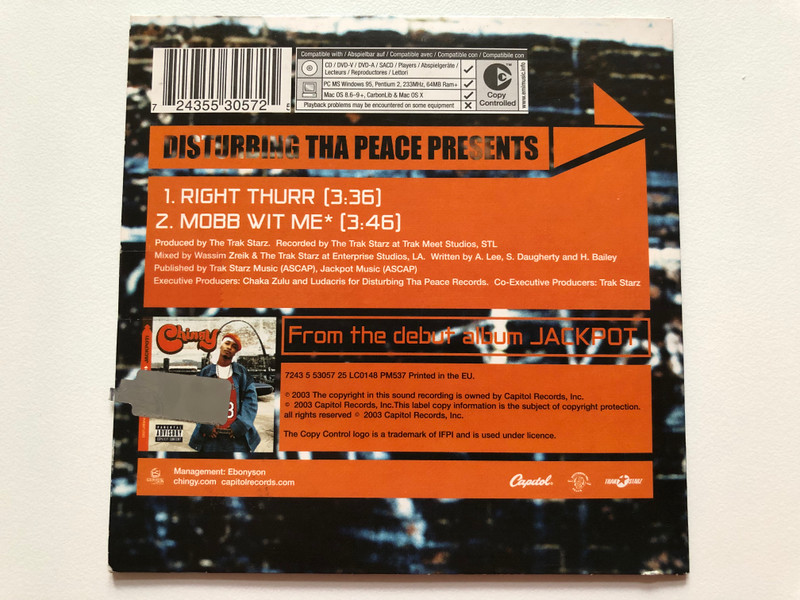 Compatible with / Abspielbar auf / Compatible avec / Compatible con / Compatibile con
CD / DVD-V / DVD-A / SACD / Players / Abspielgeräte /
Lecteurs / Reproductores / Lettori
PC MS Windows 95, Pentium 2, 233MHz, 64MB Ram+
Mac OS 8.6-9+, CarbonLib & Mac OS X
Playback problems may be encountered on some equipment
Copy
Controlled
7 24355 30572 5
DISTURBING THA PEACE PRESENTS
1. RIGHT THURR (3:36)
2. MOBB WIT ME* (3:46)
Produced by The Trak Starz. Recorded by The Trak Starz at Trak Meet Studios, STL
Mixed by Wassim Zreik & The Trak Starz at Enterprise Studios, LA. Written by A. Lee, S. Daugherty and H. Bailey
Published by Trak Starz Music (ASCAP), Jackpot Music (ASCAP)
Executive Producers: Chaka Zulu and Ludacris for Disturbing Tha Peace Records. Co-Executive Producers: Trak Starz
Chingy
PARENTAL
ADVISORY
EXPLICIT CONTENT
From the debut album JACKPOT
7243 5 53057 25 LC0148 PM537 Printed in the EU.
℗ 2003 The copyright in this sound recording is owned by Capitol Records, Inc.
© 2003 Capitol Records, Inc.This label copy information is the subject of copyright protection.
all rights reserved © 2003 Capitol Records, Inc.
The Copy Control logo is a trademark of IFPI and is used under licence.
Management: Ebonyson
chingy.com capitolrecords.com
Capitol
TRAK STARZ